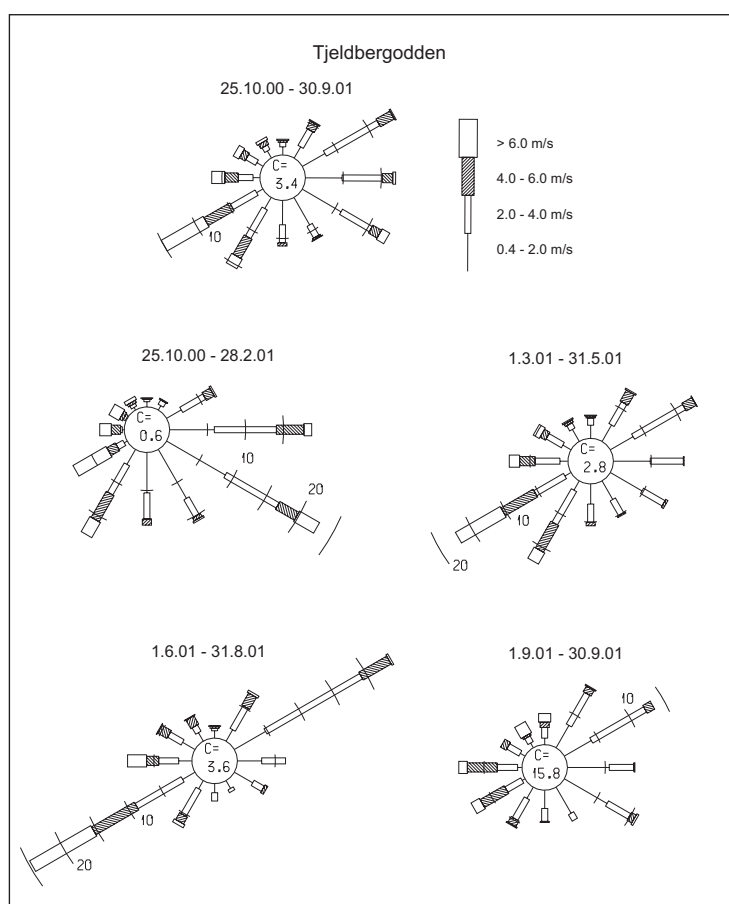 Tjeldbergodden
25.10.00 - 30.9.01
> 6.0 m/s
4.0 - 6.0 m/s
2.0 - 4.0 m/s
0.4 - 2.0 m/s
C=
3.4
10
25.10.00 - 28.2.01
1.3.01 - 31.5.01
C=
0.6
10
20
C=
2.8
10
20
1.6.01 - 31.8.01
1.9.01 - 30.9.01
C=
3.6
10
20
C=
15.8
10